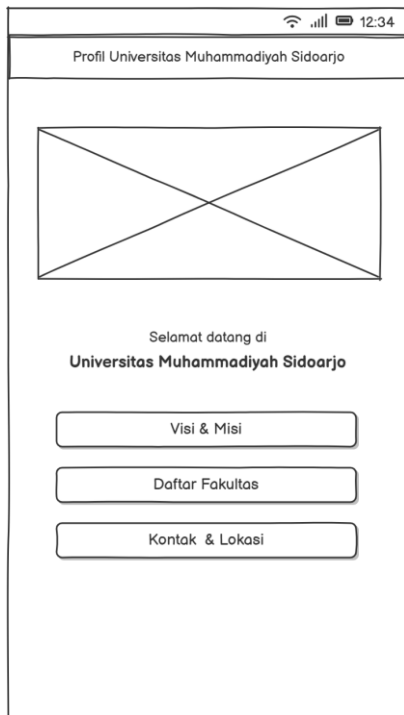 12:34
Profil Universitas Muhammadiyah Sidoarjo
Selamat datang di
Universitas Muhammadiyah Sidoarjo
Visi & Misi
Daftar Fakultas
Kontak & Lokasi